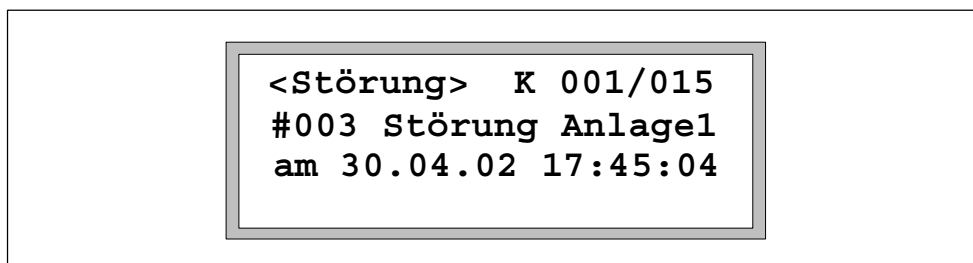 <Störung> K 001/015
#003 Störung Anlage1
am 30.04.02 17:45:04